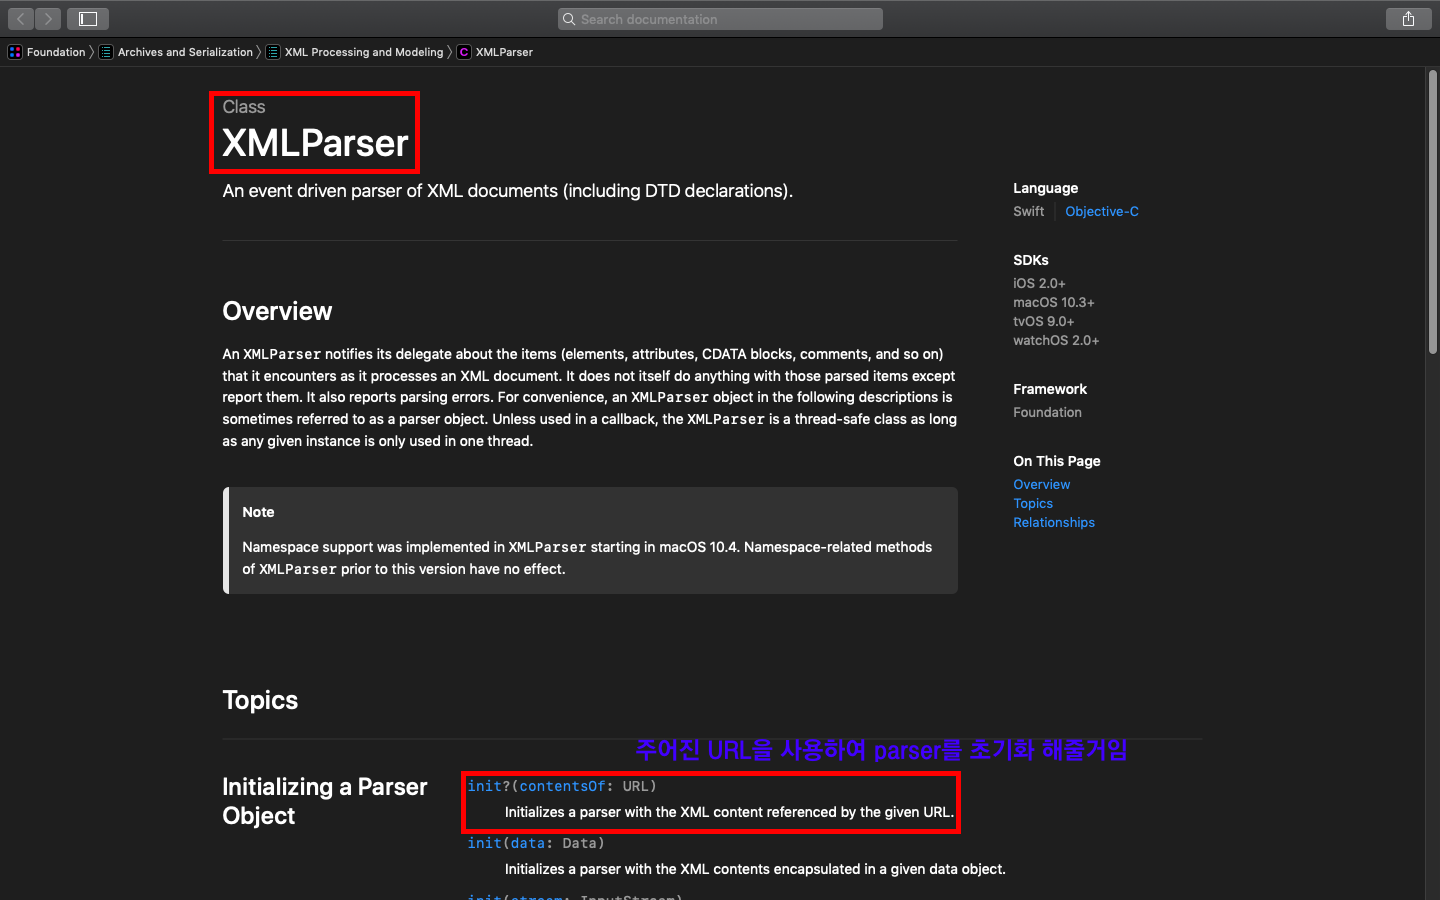 Search documentation
Foundation
Archives and Serialization
XML Processing and Modeling
C XMLParser
Class
XMLParser
An event driven parser of XML documents (including DTD declarations).
Language
Swift
Objective-C
SDKs
iOS 2.0+
macOS 10.3+
tvOS 9.0+
watchOS 2.0+
Framework
Foundation
On This Page
Overview
Topics
Relationships
Overview
An XMLParser notifies its delegate about the items (elements, attributes, CDATA blocks, comments, and so on)
that it encounters as it processes an XML document. It does not itself do anything with those parsed items except
report them. It also reports parsing errors. For convenience, an XMLParser object in the following descriptions is
sometimes referred to as a parser object. Unless used in a callback, the XMLParser is a thread-safe class as long
as any given instance is only used in one thread.
Note
Namespace support was implemented in XMLParser starting in macOS 10.4. Namespace-related methods
of XMLParser prior to this version have no effect.
Topics
주어진 URL을 사용하여 parser를 초기화 해줄거임
Initializing a Parser
Object
init?(contentsOf: URL)
Initializes a parser with the XML content referenced by the given URL.
init(data: Data)
Initializes a parser with the XML contents encapsulated in a given data object.
init(stream: InputStream)